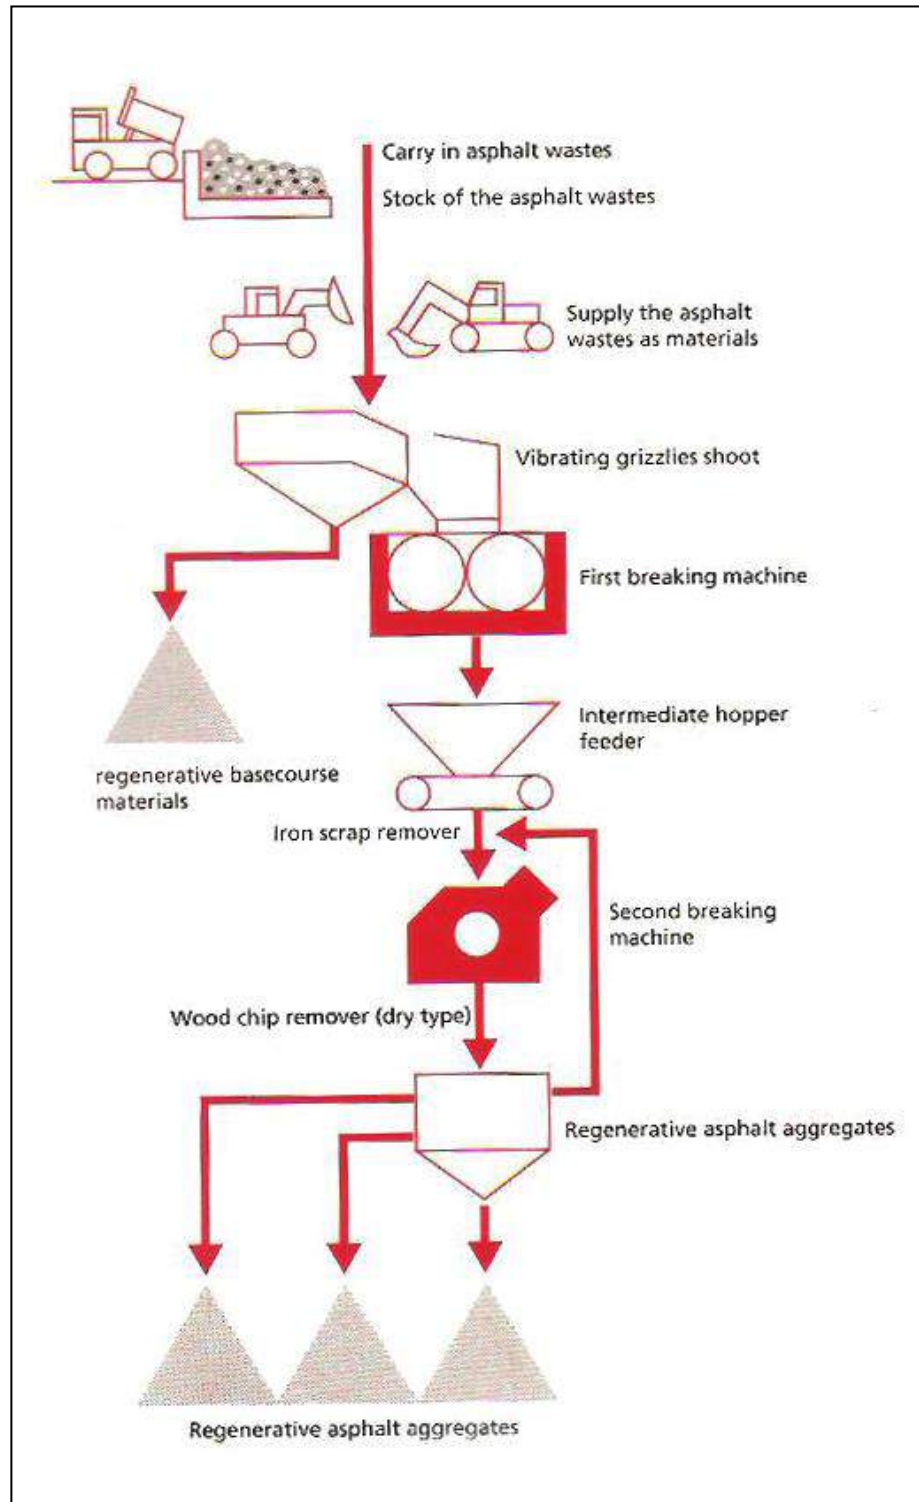 Carry in asphalt wastes
Stock of the asphalt wastes
Supply the asphalt
wastes as materials
Vibrating grizzlies shoot
First breaking machine
Intermediate hopper
feeder
regenerative basecourse
materials
Iron scrap remover
Second breaking
machine
Wood chip remover (dry type)
Regenerative asphalt aggregates
Regenerative asphalt aggregates